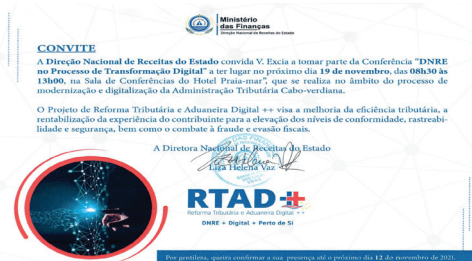 Ministério
das Finanças
Direção Nacional de Receitas do Estado
CONVITE
A Direção Nacional de Receitas do Estado convida V. Excia a tomar parte da Conferência “DNRE
no Processo de Transformação Digital” a ter lugar no próximo dia 19 de novembro, das 08h30 às
13h00, na Sala de Conferências do Hotel Praia-mar”, que se realiza no âmbito do processo de
modernização e digitalização da Administração Tributária Cabo-verdiana.
O Projeto de Reforma Tributária e Aduaneira Digital ++ visa a melhoria da eficiência tributária, a
rentabilização da experiência do contribuinte para a elevação dos níveis de conformidade, rastreabi-
lidade e segurança, bem como o combate à fraude e evasão fiscais.
A Diretora Nacional de Receitas do Estado
Liza Helena Vaz
RTAD++
Reforma Tributária e Aduaneira Digital ++
DNRE + Digital + Perto de Si
Por gentileza, queira confirmar a sua presença até o próximo dia 12 de novembro de 2021.